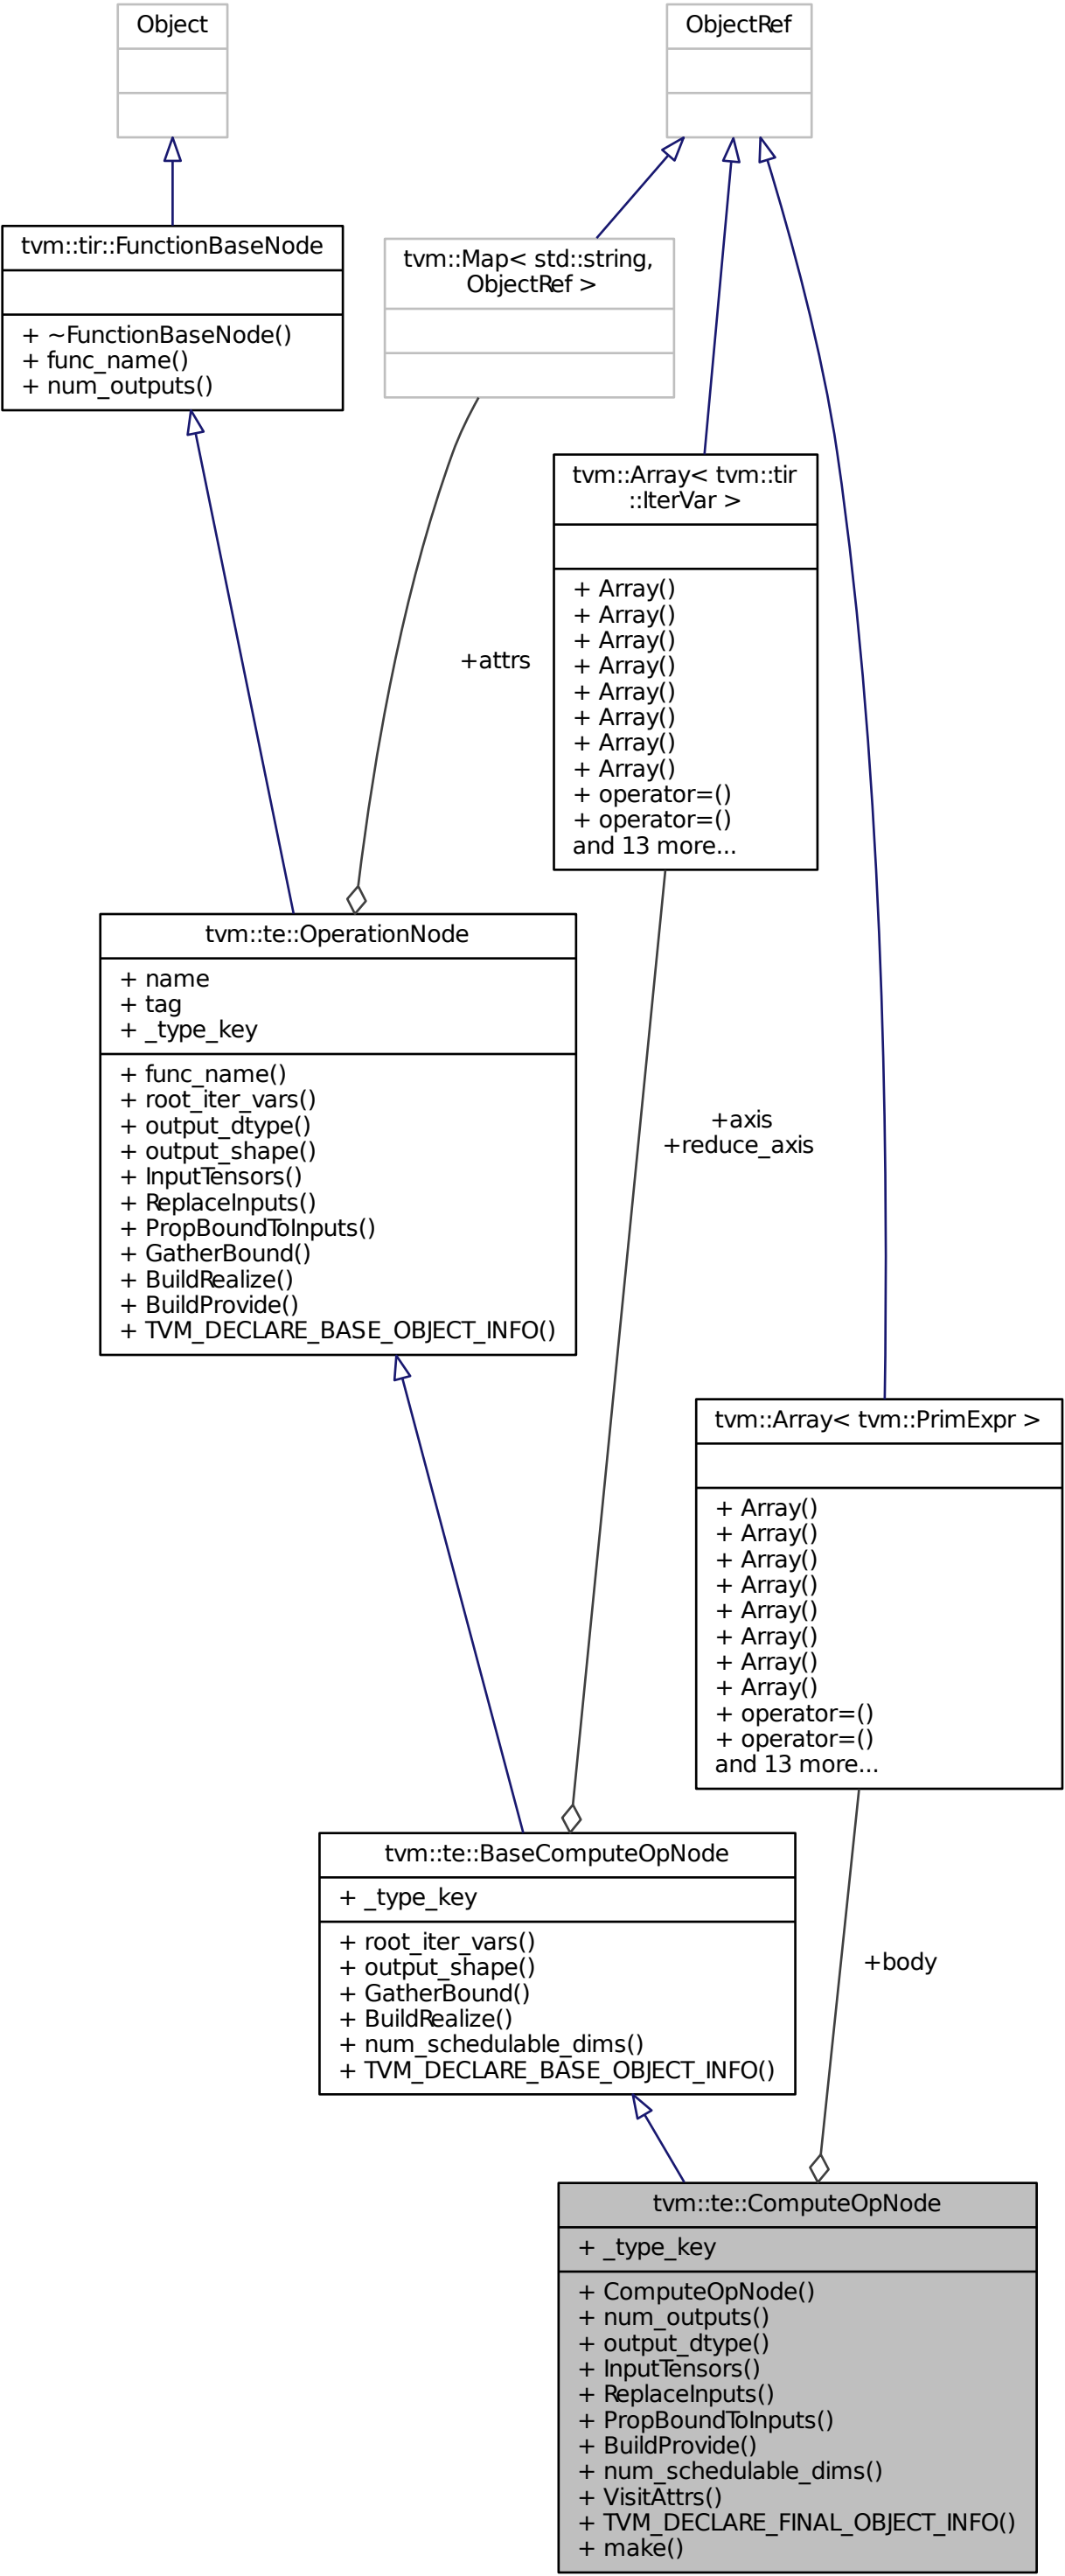 Object
ObjectRef
tvm::tir::FunctionBaseNode
+ ~FunctionBaseNode()
+ func_name()
+ num_outputs()
tvm::Map< std::string,
ObjectRef >
tvm::Array< tvm::tir
::IterVar >
+ Array()
+ Array()
+ Array()
+ Array()
+ Array()
+ Array()
+ Array()
+ Array()
+ operator=()
+ operator=()
and 13 more...
+attrs
tvm::te::OperationNode
+ name
+ tag
+ _type_key
+ func_name()
+ root_iter_vars()
+ output_dtype()
+ output_shape()
+ InputTensors()
+ ReplaceInputs()
+ PropBoundToInputs()
+ GatherBound()
+ BuildRealize()
+ BuildProvide()
+ TVM_DECLARE_BASE_OBJECT_INFO()
+axis
+reduce_axis
tvm::Array< tvm::PrimExpr >
+ Array()
+ Array()
+ Array()
+ Array()
+ Array()
+ Array()
+ Array()
+ Array()
+ operator=()
+ operator=()
and 13 more...
tvm::te::BaseComputeOpNode
+ _type_key
+ root_iter_vars()
+ output_shape()
+ GatherBound()
+ BuildRealize()
+ num_schedulable_dims()
+ TVM_DECLARE_BASE_OBJECT_INFO()
+body
tvm::te::ComputeOpNode
+ _type_key
+ ComputeOpNode()
+ num_outputs()
+ output_dtype()
+ InputTensors()
+ ReplaceInputs()
+ PropBoundToInputs()
+ BuildProvide()
+ num_schedulable_dims()
+ VisitAttrs()
+ TVM_DECLARE_FINAL_OBJECT_INFO()
+ make()